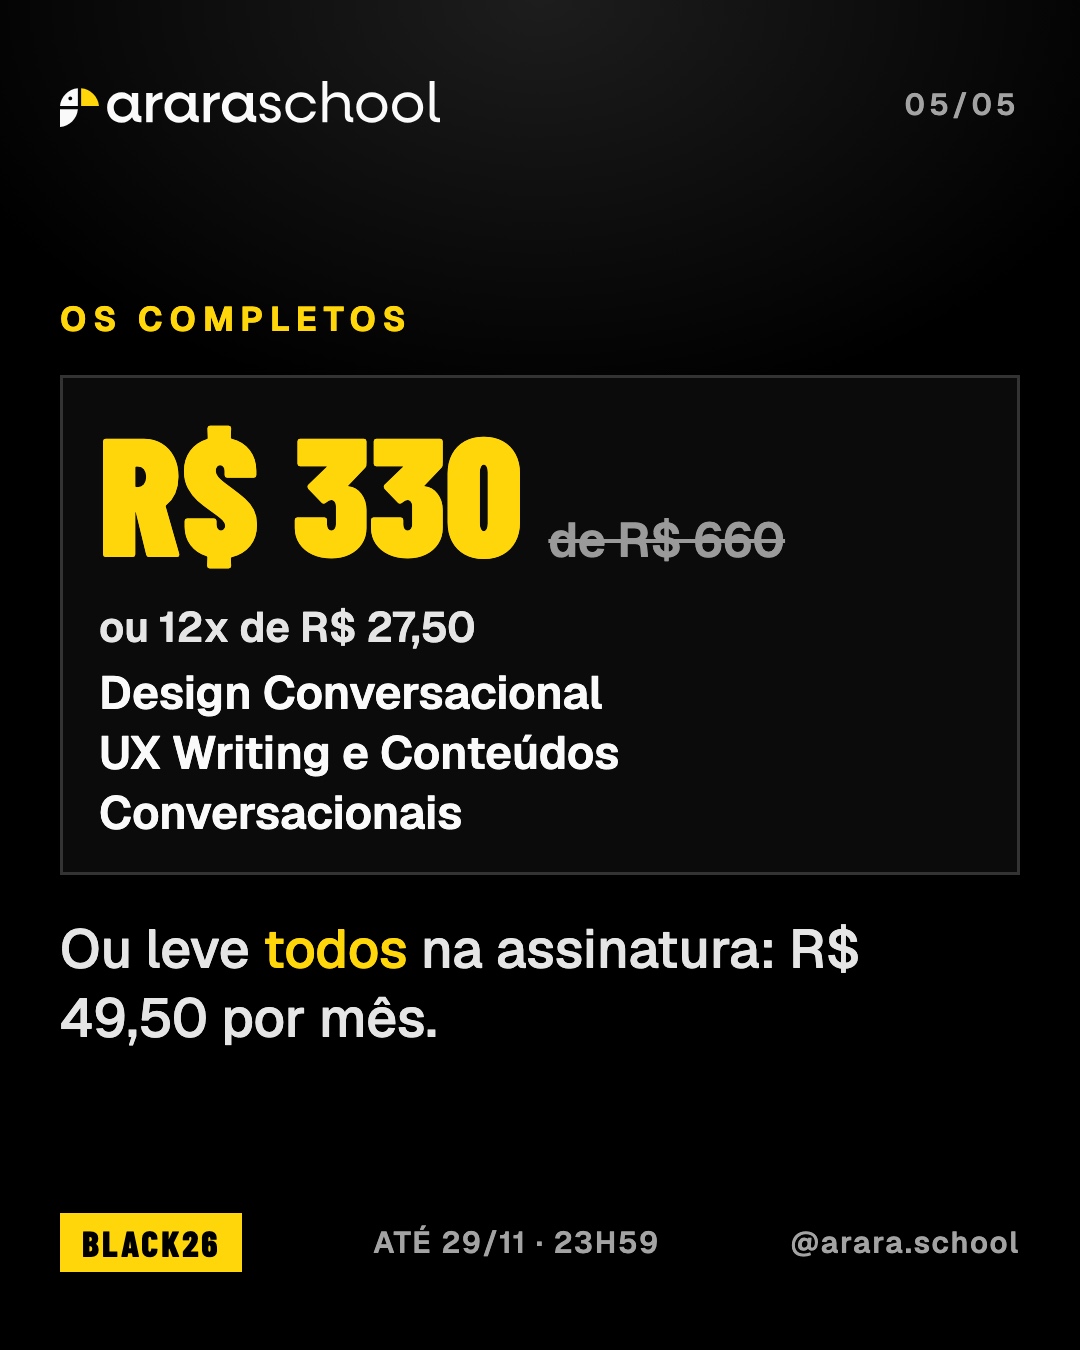 araraschool
05/05
OS COMPLETOS
R$ 330 de R$ 660
ou 12x de R$ 27,50
Design Conversacional
UX Writing e Conteúdos
Conversacionais
Ou leve todos na assinatura: R$
49,50 por mês.
BLACK26
ATÉ 29/11 · 23H59
@arara.school